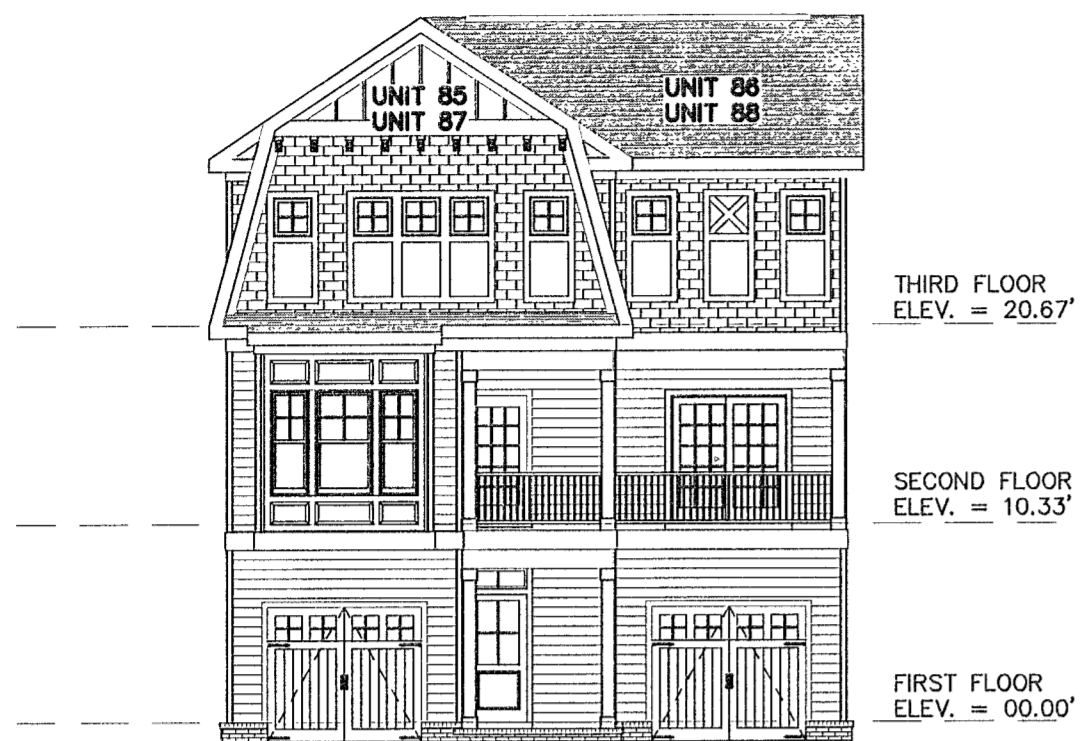 UNIT 85
UNIT 87
UNIT 86
UNIT 88
THIRD FLOOR
ELEV. = 20.67'
SECOND FLOOR
ELEV. = 10.33'
FIRST FLOOR
ELEV. = 00.00'